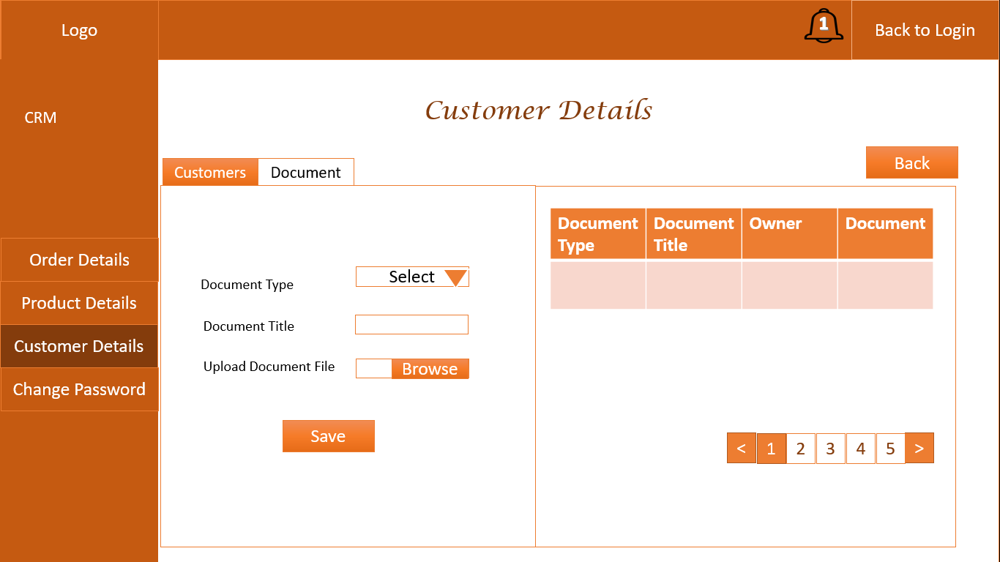 Logo
1
Back to Login
CRM
Customer Details
Back
Customers
Document
Order Details
Product Details
Customer Details
Change Password
Document Type
Select
Document Title
Upload Document File
Browse
Save
Document Type
Document Title
Owner
Document
< 1 2 3 4 5 >